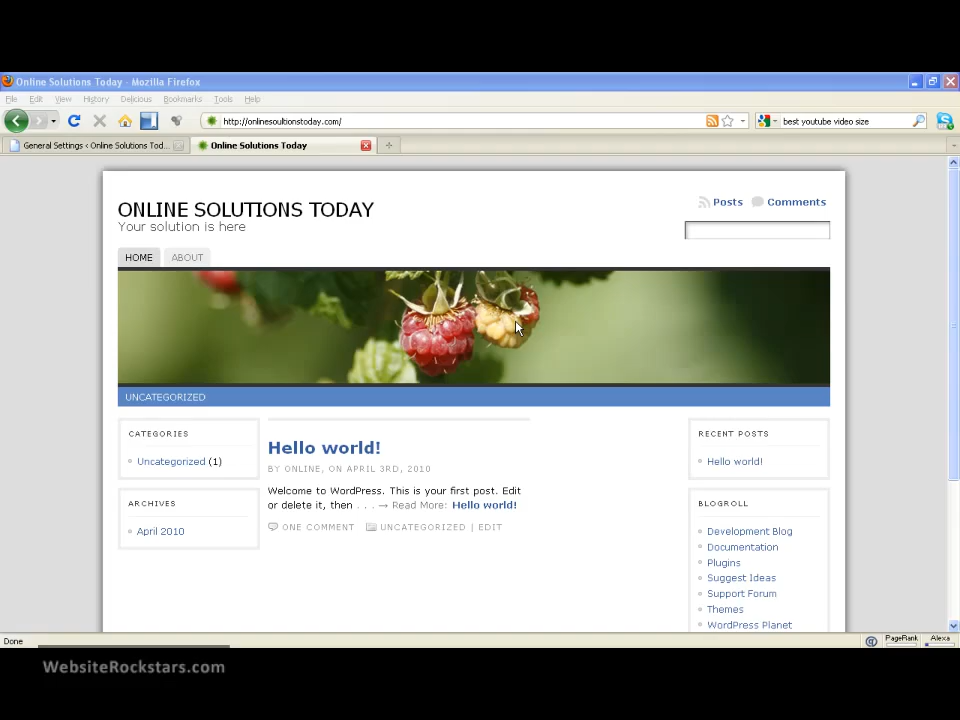 Online Solutions Today - Mozilla Firefox
File Edit View History Delicious Bookmarks Tools Help
http://onlinesoultionstoday.com/
best youtube video size
General Settings < Online Solutions Tod...
Online Solutions Today
ONLINE SOLUTIONS TODAY
Your solution is here
Posts Comments
HOME ABOUT
UNCATEGORIZED
CATEGORIES
Uncategorized (1)
ARCHIVES
April 2010
Hello world!
BY ONLINE, ON APRIL 3RD, 2010
Welcome to WordPress. This is your first post. Edit
or delete it, then . . . → Read More: Hello world!
ONE COMMENT UNCATEGORIZED | EDIT
RECENT POSTS
Hello world!
BLOGROLL
Development Blog
Documentation
Plugins
Suggest Ideas
Support Forum
Themes
WordPress Planet
Done
PageRank Alexa
WebsiteRockstars.com